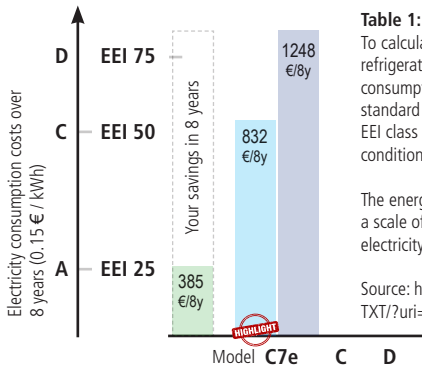 Electricity consumption costs over
8 years (0.15 € / kWh)
D EEI 75
C EEI 50
A EEI 25
Your savings in 8 years
385
€/8y
832
€/8y
1248
€/8y
HIGHLIGHT
Model C7e C D
Table 1:
To calcula
refrigerat
consumpt
standard
EEI class
condition
The energ
a scale of
electricity
Source: h
TXT/?uri=